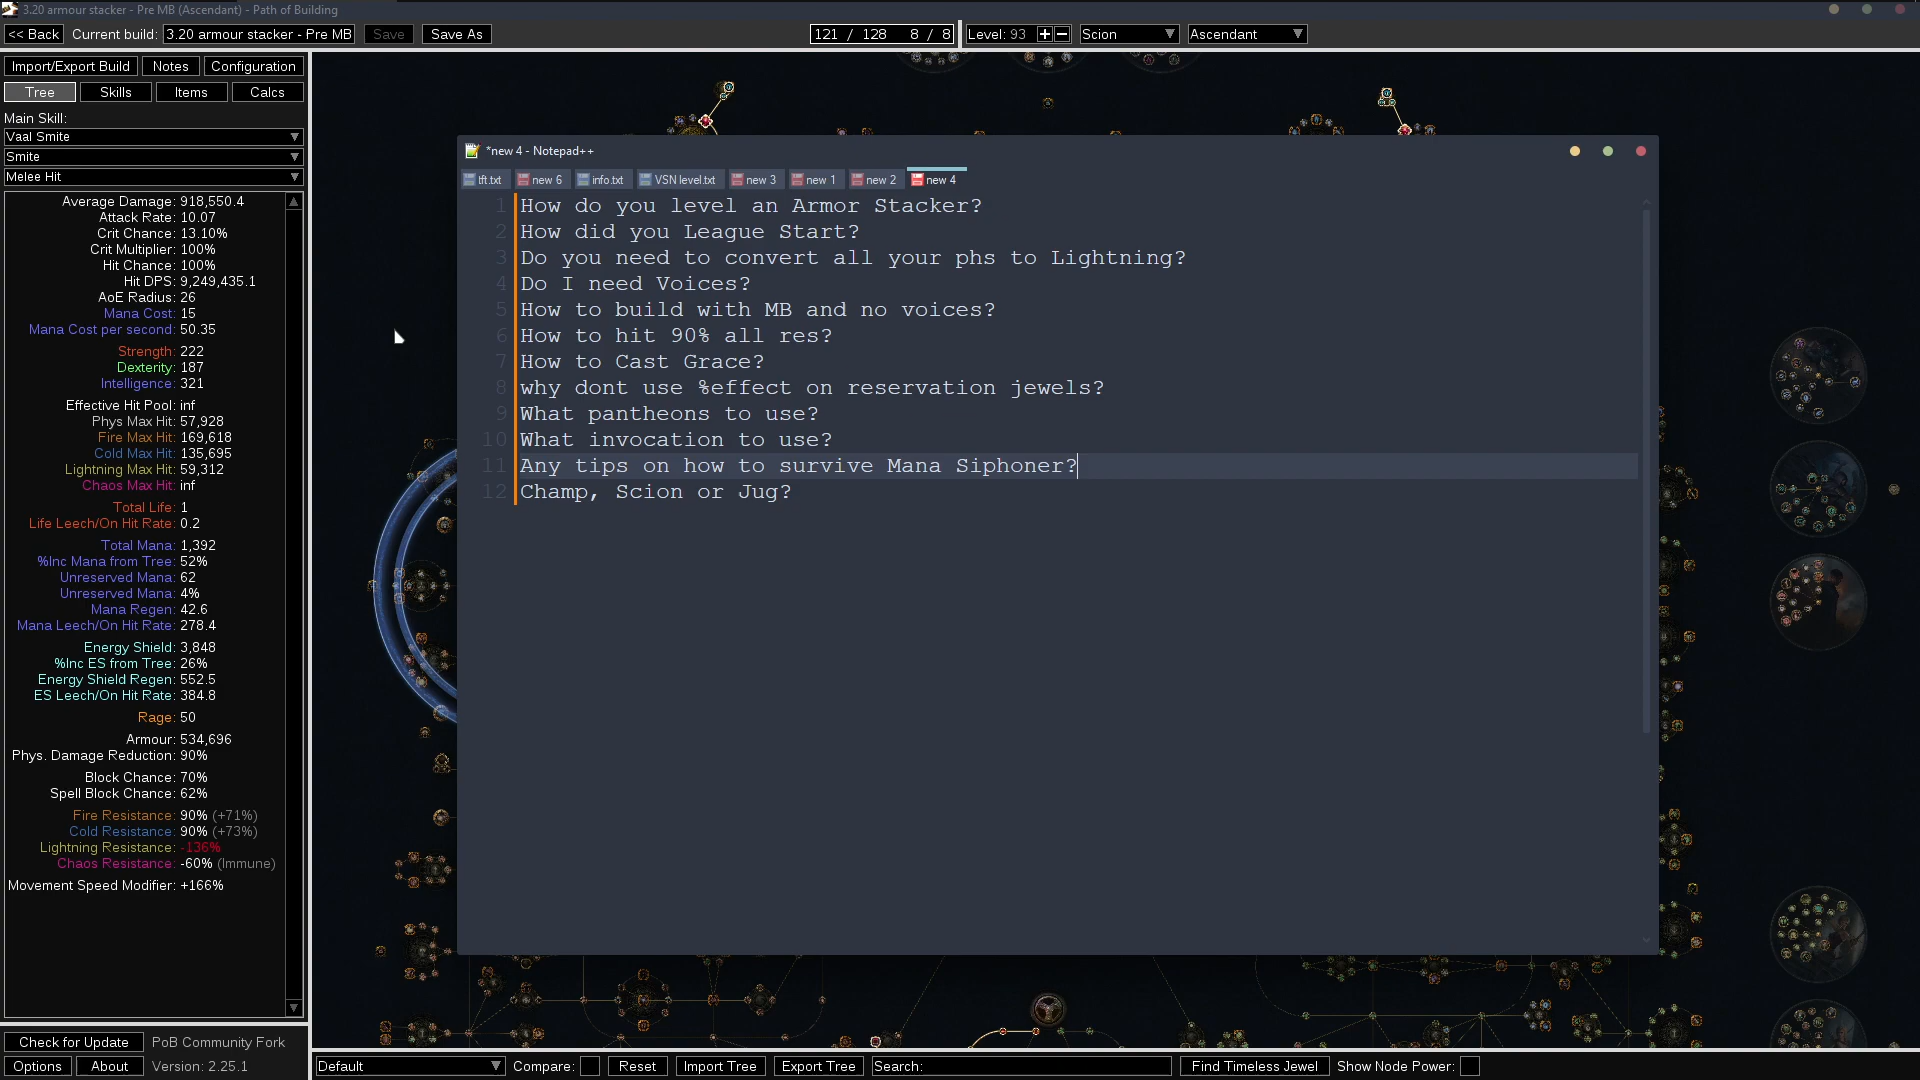 3.20 armour stacker - Pre MB (Ascendant) - Path of Building
<< Back
Current build:
3.20 armour stacker - Pre MB
Save
Save As
121 / 128 8 / 8
Level: 93
+
−
Scion
Ascendant
Import/Export Build
Notes
Configuration
Tree
Skills
Items
Calcs
Main Skill:
Vaal Smite
Smite
Melee Hit
Average Damage: 918,550.4
Attack Rate: 10.07
Crit Chance: 13.10%
Crit Multiplier: 100%
Hit Chance: 100%
Hit DPS: 9,249,435.1
AoE Radius: 26
Mana Cost: 15
Mana Cost per second: 50.35
Strength: 222
Dexterity: 187
Intelligence: 321
Effective Hit Pool: inf
Phys Max Hit: 57,928
Fire Max Hit: 169,618
Cold Max Hit: 135,695
Lightning Max Hit: 59,312
Chaos Max Hit: inf
Total Life: 1
Life Leech/On Hit Rate: 0.2
Total Mana: 1,392
%Inc Mana from Tree: 52%
Unreserved Mana: 62
Unreserved Mana: 4%
Mana Regen: 42.6
Mana Leech/On Hit Rate: 278.4
Energy Shield: 3,848
%Inc ES from Tree: 26%
Energy Shield Regen: 552.5
ES Leech/On Hit Rate: 384.8
Rage: 50
Armour: 534,696
Phys. Damage Reduction: 90%
Block Chance: 70%
Spell Block Chance: 62%
Fire Resistance: 90% (+71%)
Cold Resistance: 90% (+73%)
Lightning Resistance: -136%
Chaos Resistance: -60% (Immune)
Movement Speed Modifier: +166%
Check for Update
PoB Community Fork
Options
About
Version: 2.25.1
*new 4 - Notepad++
tft.txt
new 6
info.txt
VSN level.txt
new 3
new 1
new 2
new 4
1 How do you level an Armor Stacker?
2 How did you League Start?
3 Do you need to convert all your phs to Lightning?
4 Do I need Voices?
5 How to build with MB and no voices?
6 How to hit 90% all res?
7 How to Cast Grace?
8 why dont use %effect on reservation jewels?
9 What pantheons to use?
10 What invocation to use?
11 Any tips on how to survive Mana Siphoner?
12 Champ, Scion or Jug?
Default
Compare:
Reset
Import Tree
Export Tree
Search:
Find Timeless Jewel
Show Node Power: